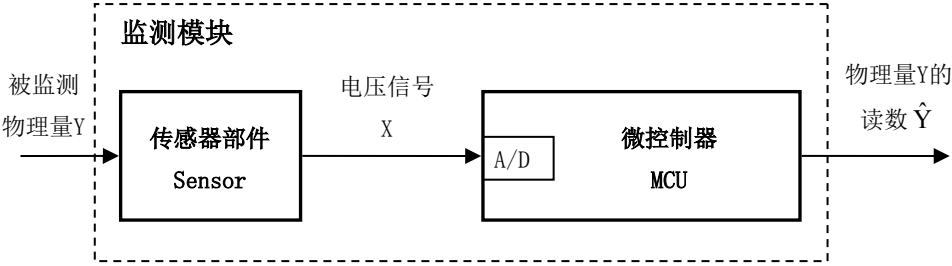 监测模块
被监测
物理量Y
传感器部件
Sensor
电压信号
X
A/D
微控制器
MCU
物理量Y的
读数 Ŷ